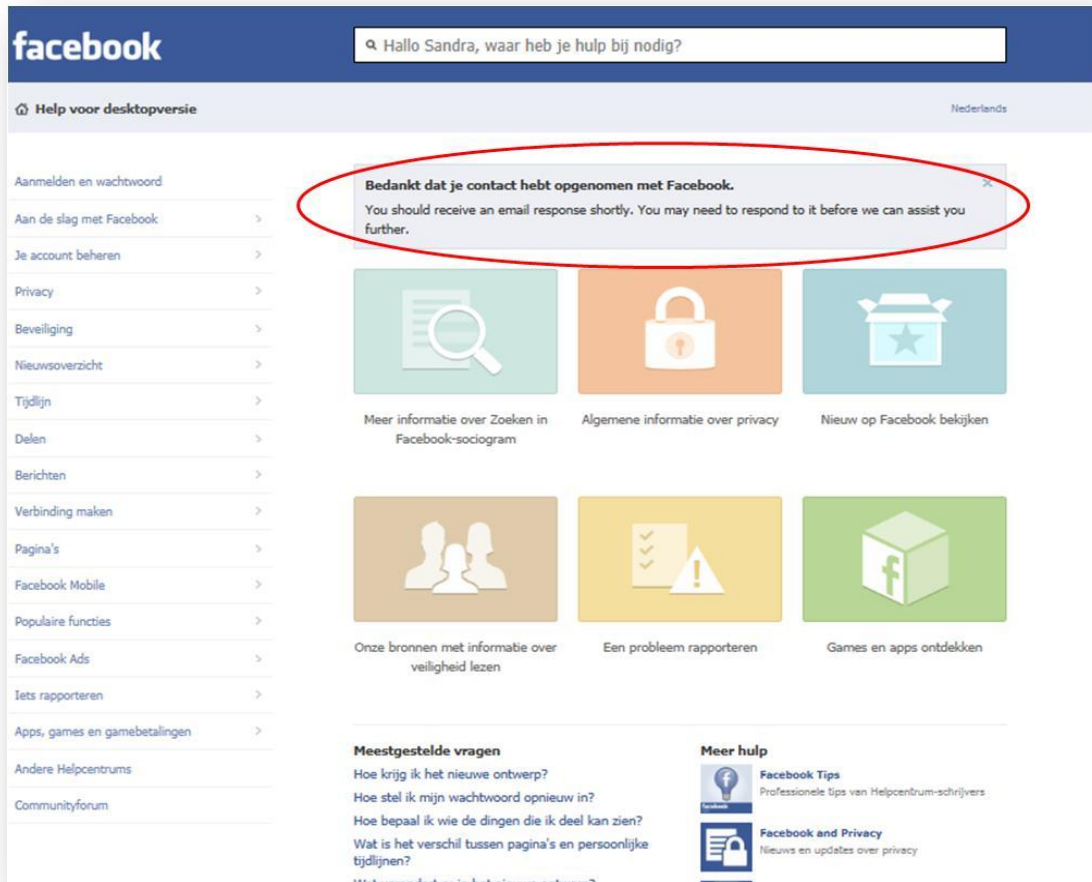 facebook
Hallo Sandra, waar heb je hulp bij nodig?
Help voor desktopversie
Nederlands
Aanmelden en wachtwoord
Aan de slag met Facebook
Je account beheren
Privacy
Beveiliging
Nieuwsoverzicht
Tijdlijn
Delen
Berichten
Verbinding maken
Pagina's
Facebook Mobile
Populaire functies
Facebook Ads
Iets rapporteren
Apps, games en gamebetalingen
Andere Helpcentrums
Communityforum
Bedankt dat je contact hebt opgenomen met Facebook.
You should receive an email response shortly. You may need to respond to it before we can assist you
further.
Meer informatie over Zoeken in
Facebook-sociogram
Algemene informatie over privacy
Nieuw op Facebook bekijken
Onze bronnen met informatie over
veiligheid lezen
Een probleem rapporteren
Games en apps ontdekken
Meestgestelde vragen
Hoe krijg ik het nieuwe ontwerp?
Hoe stel ik mijn wachtwoord opnieuw in?
Hoe bepaal ik wie de dingen die ik deel kan zien?
Wat is het verschil tussen pagina's en persoonlijke
tijdlijnen?
Meer hulp
facebook
Facebook Tips
Professionele tips van Helpcentrum-schrijvers
Facebook and Privacy
Nieuws en updates over privacy